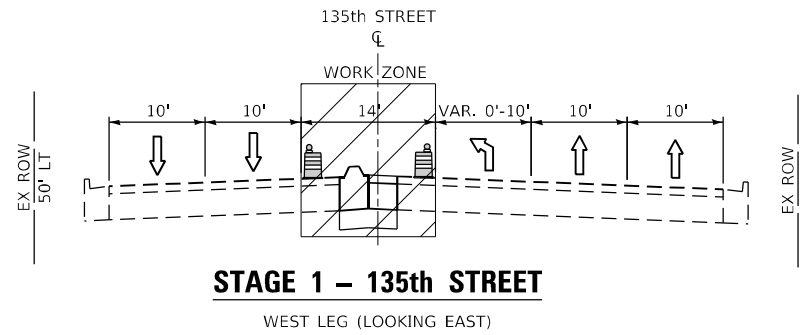 135th STREET
℄
WORK ZONE
10' 10' 14' VAR. 0'-10' 10' 10'
EX ROW
50' LT
EX ROW
STAGE 1 – 135th STREET
WEST LEG (LOOKING EAST)